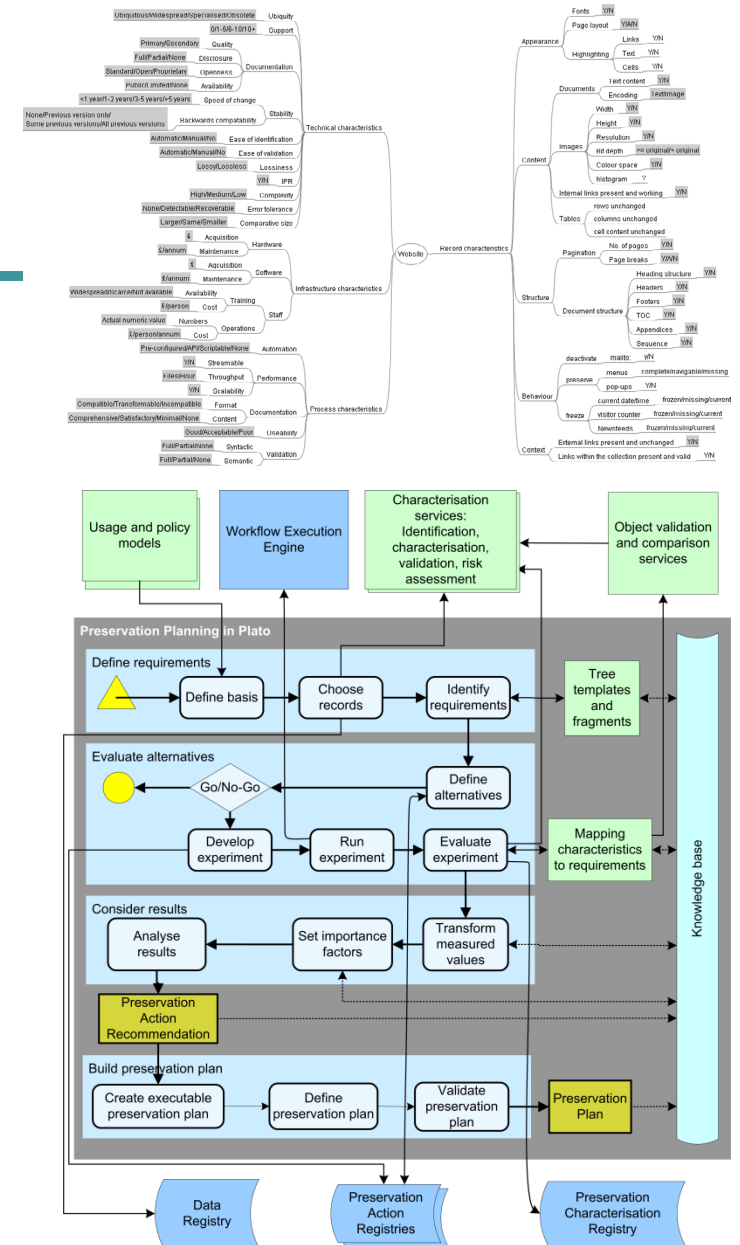 Ubiquitous/Widespread/Specialised/Obsolete Ubiquity
0/1-5/6-10/10+ Support
Primary/Secondary Quality
Full/Partial/None Disclosure
Documentation
Standard/Open/Proprietary Openness
Public/Limited/None Availability
<1 year/1-2 years/3-5 years/>5 years Speed of change
Stability
None/Previous version only/
Some previous versions/All previous versions Backwards compatability
Technical characteristics
Automatic/Manual/No Ease of identification
Automatic/Manual/No Ease of validation
Lossy/Lossless Lossiness
Y/N IPR
High/Medium/Low Complexity
None/Detectable/Recoverable Error tolerance
Larger/Same/Smaller Comparative size
£ Acquisition
Hardware
£/annum Maintenance
£ Acquisition
Software
£/annum Maintenance
Infrastructure characteristics
Widespread/Scarce/Not available Availability
Training
£/person Cost
Staff
Actual numeric value Numbers
Operations
£/person/annum Cost
Pre-configured/API/Scriptable/None Automation
Y/N Streamable
Files/Hour Throughput
Performance
Y/N Scalability
Process characteristics
Compatible/Transformable/Incompatible Format
Documentation
Comprehensive/Satisfactory/Minimal/None Content
Good/Acceptable/Poor Useability
Full/Partial/None Syntactic
Validation
Full/Partial/None Semantic
Website
Record characteristics
Appearance
Fonts Y/N
Page layout Y/A/N
Highlighting
Links Y/N
Text Y/N
Cells Y/N
Content
Documents
Text content Y/N
Encoding Text/image
Images
Width Y/N
Height Y/N
Resolution Y/N
Bit depth >= original/< original
Colour space Y/N
histogram ?
Internal links present and working Y/N
Tables
rows unchanged
columns unchanged
cell content unchanged
Structure
Pagination
No. of pages Y/N
Page breaks Y/A/N
Document structure
Heading structure Y/N
Headers Y/N
Footers Y/N
TOC Y/N
Appendices Y/N
Sequence Y/N
Behaviour
deactivate mailto: y/N
preserve
menus complete/navigable/missing
pop-ups Y/N
freeze
current date/time frozen/missing/current
visitor counter frozen/missing/current
Newsfeeds frozen/missing/current
Context
External links present and unchanged Y/N
Links within the collection present and valid Y/N
Usage and policy
models
Workflow Execution
Engine
Characterisation
services:
Identification,
characterisation,
validation, risk
assessment
Object validation
and comparison
services
Preservation Planning in Plato
Define requirements
Define basis
Choose
records
Identify
requirements
Tree
templates
and
fragments
Evaluate alternatives
Go/No-Go
Define
alternatives
Develop
experiment
Run
experiment
Evaluate
experiment
Mapping
characteristics
to requirements
Knowledge base
Consider results
Analyse
results
Set importance
factors
Transform
measured
values
Preservation
Action
Recommendation
Build preservation plan
Create executable
preservation plan
Define
preservation plan
Validate
preservation
plan
Preservation
Plan
Data
Registry
Preservation
Action
Registries
Preservation
Characterisation
Registry